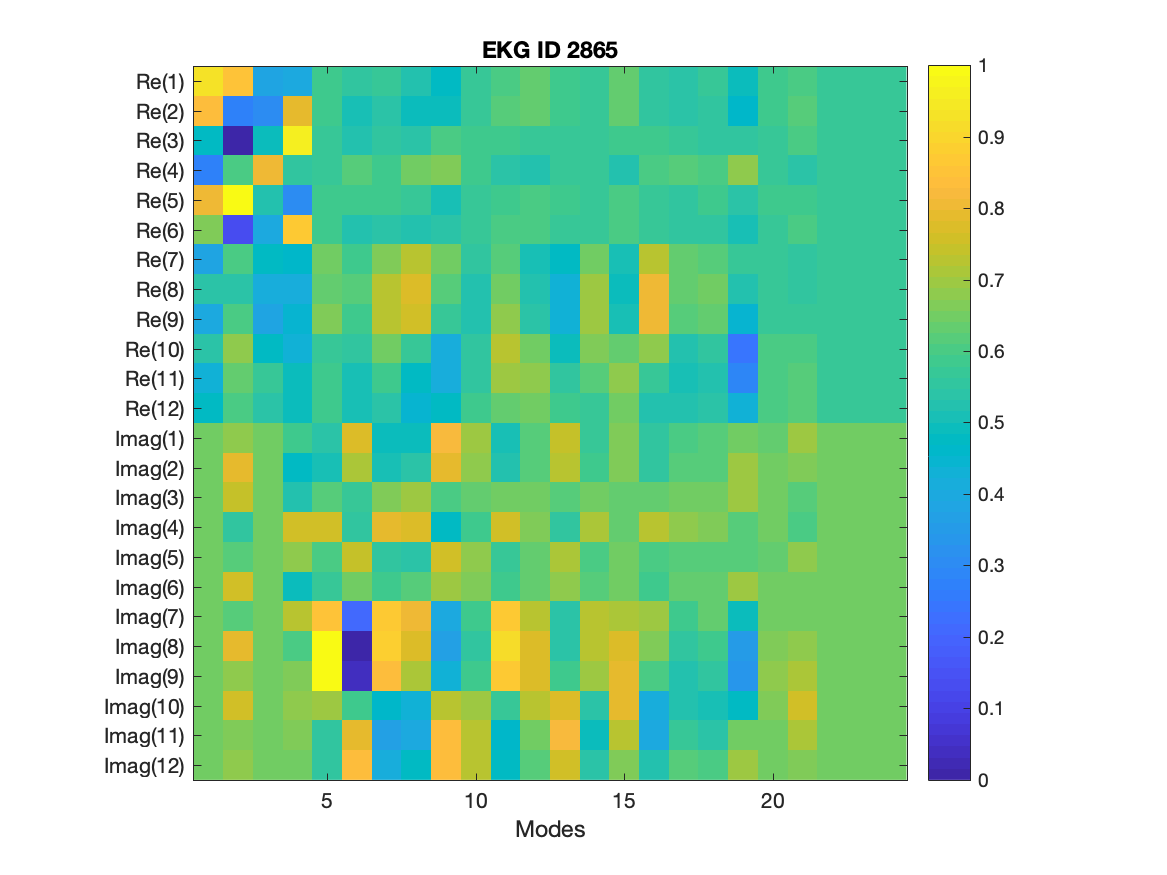 EKG ID 2865
Re(1)
Re(2)
Re(3)
Re(4)
Re(5)
Re(6)
Re(7)
Re(8)
Re(9)
Re(10)
Re(11)
Re(12)
Imag(1)
Imag(2)
Imag(3)
Imag(4)
Imag(5)
Imag(6)
Imag(7)
Imag(8)
Imag(9)
Imag(10)
Imag(11)
Imag(12)
5 10 15 20
Modes
1
0.9
0.8
0.7
0.6
0.5
0.4
0.3
0.2
0.1
0